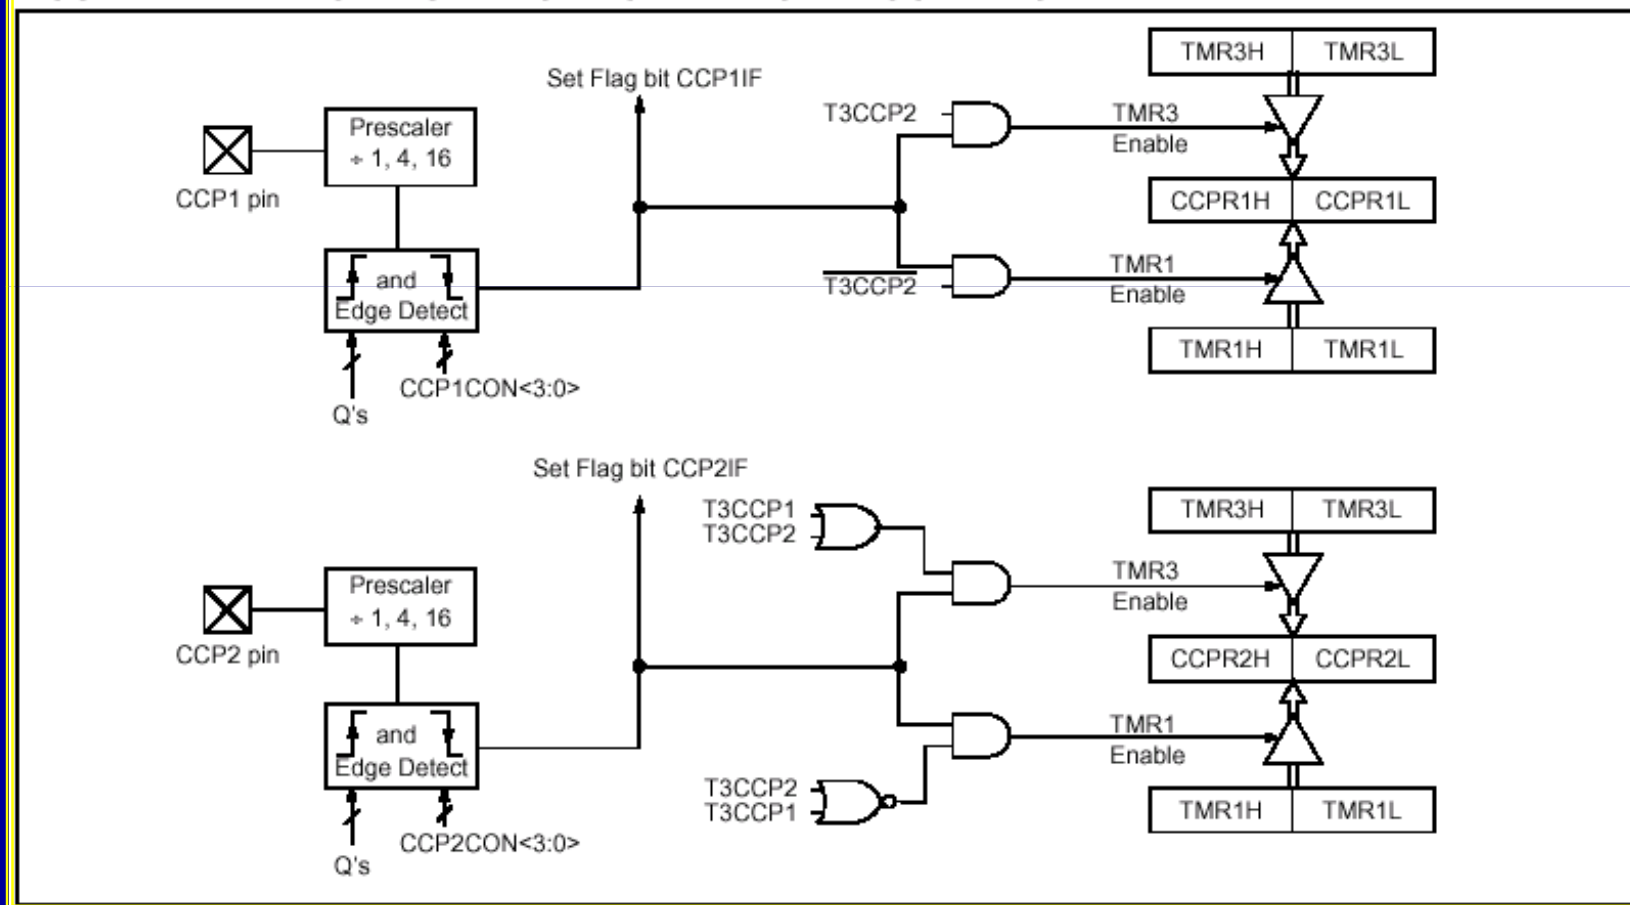 Set Flag bit CCP1IF
TMR3H TMR3L
Prescaler
÷ 1, 4, 16
CCP1 pin
T3CCP2
TMR3
Enable
CCPR1H CCPR1L
and
Edge Detect
T3CCP2
TMR1
Enable
TMR1H TMR1L
CCP1CON<3:0>
Q's
Set Flag bit CCP2IF
T3CCP1
T3CCP2
TMR3H TMR3L
Prescaler
÷ 1, 4, 16
CCP2 pin
TMR3
Enable
CCPR2H CCPR2L
and
Edge Detect
TMR1
Enable
T3CCP2
T3CCP1
TMR1H TMR1L
CCP2CON<3:0>
Q's